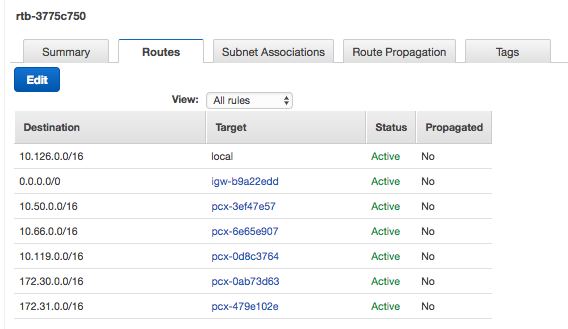 rtb-3775c750
Summary Routes Subnet Associations Route Propagation Tags
Edit
View: All rules
Destination Target Status Propagated
10.126.0.0/16 local Active No
0.0.0.0/0 igw-b9a22edd Active No
10.50.0.0/16 pcx-3ef47e57 Active No
10.66.0.0/16 pcx-6e65e907 Active No
10.119.0.0/16 pcx-0d8c3764 Active No
172.30.0.0/16 pcx-0ab73d63 Active No
172.31.0.0/16 pcx-479e102e Active No